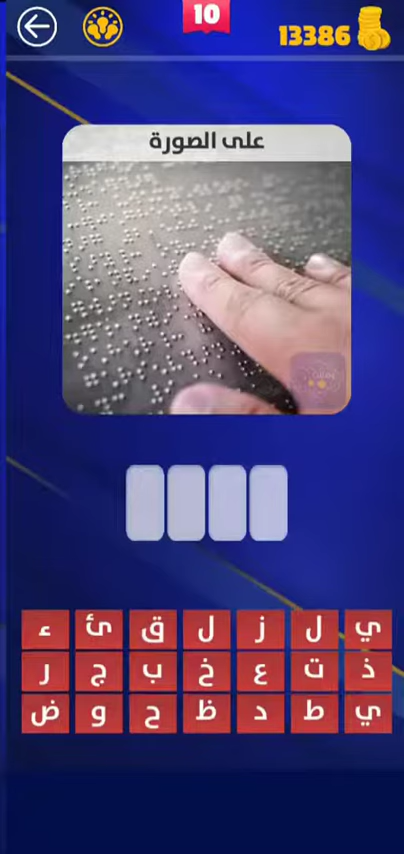 10
13386
على الصورة
ي ل ز ل ق ئ ء
ذ ت ع خ ب ج ر
ي ط د ظ ح و ض